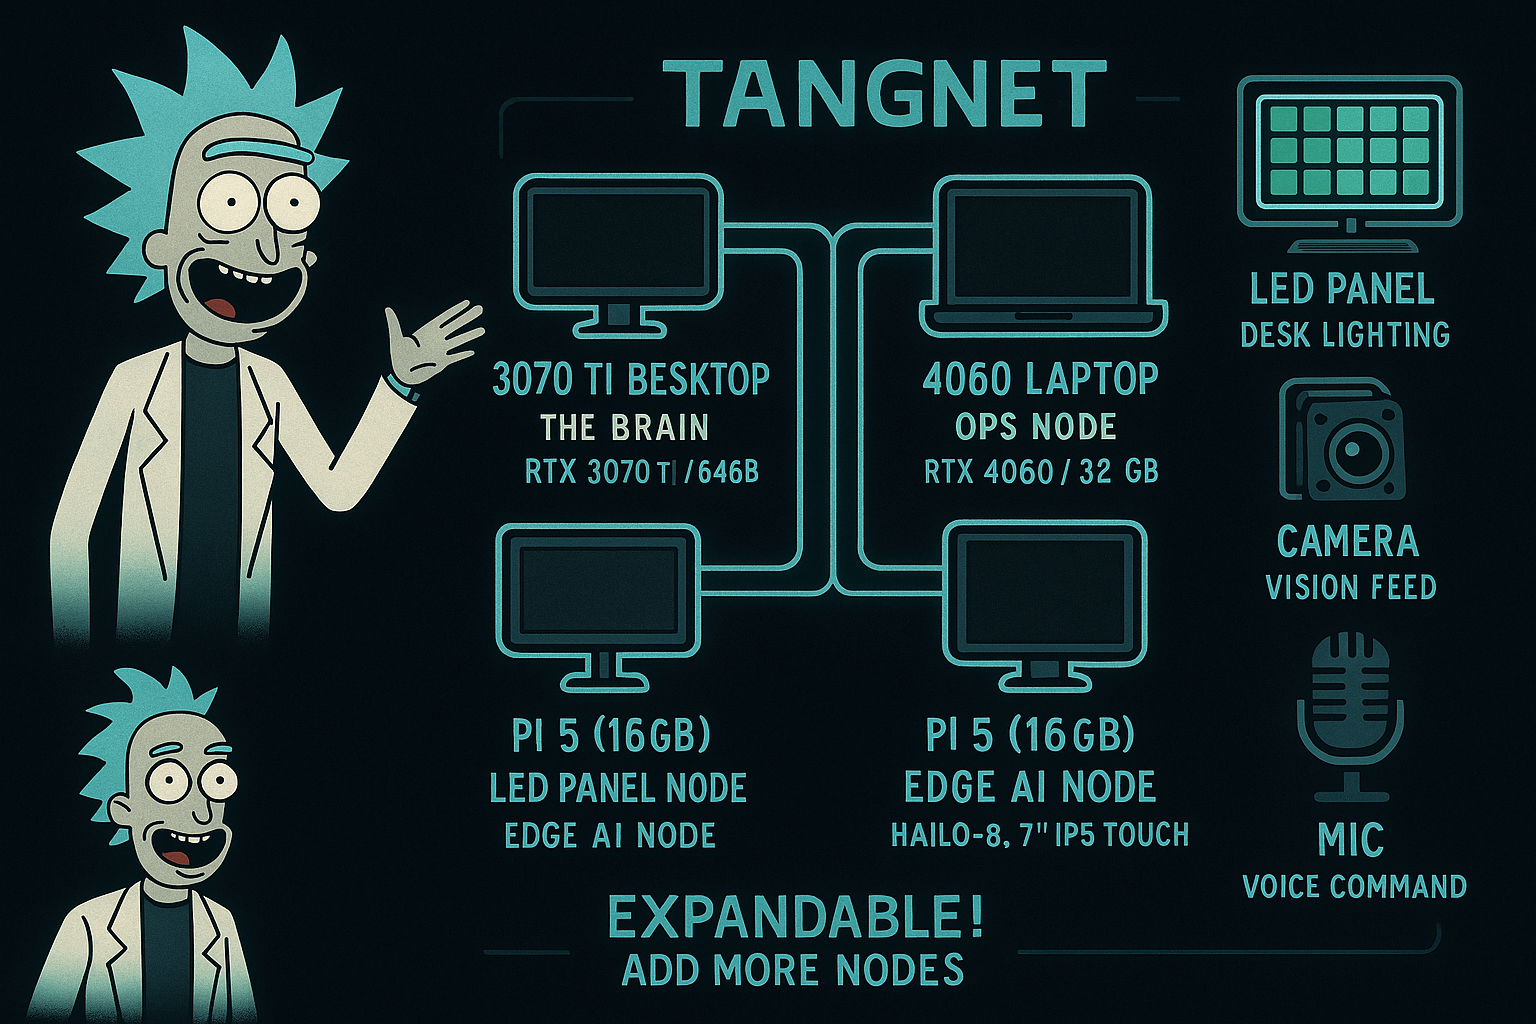 TANGNET
3070 TI BESKTOP
THE BRAIN
RTX 3070 T| / 646B
4060 LAPTOP
OPS NODE
RTX 4060 / 32 GB
PI 5 (16GB)
LED PANEL NODE
EDGE AI NODE
PI 5 (16GB)
EDGE AI NODE
HAILO-8, 7" IP5 TOUCH
LED PANEL
DESK LIGHTING
CAMERA
VISION FEED
MIC
VOICE COMMAND
EXPANDABLE!
ADD MORE NODES